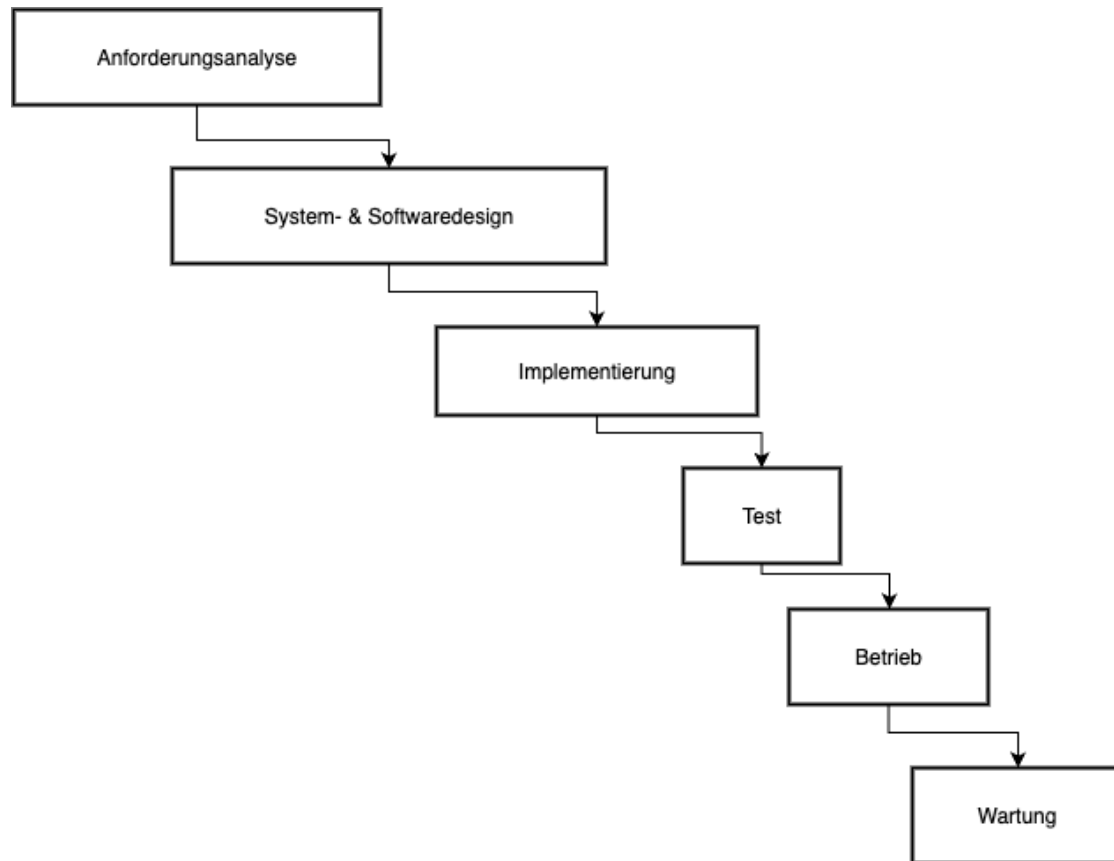 Anforderungsanalyse
System- & Softwaredesign
Implementierung
Test
Betrieb
Wartung